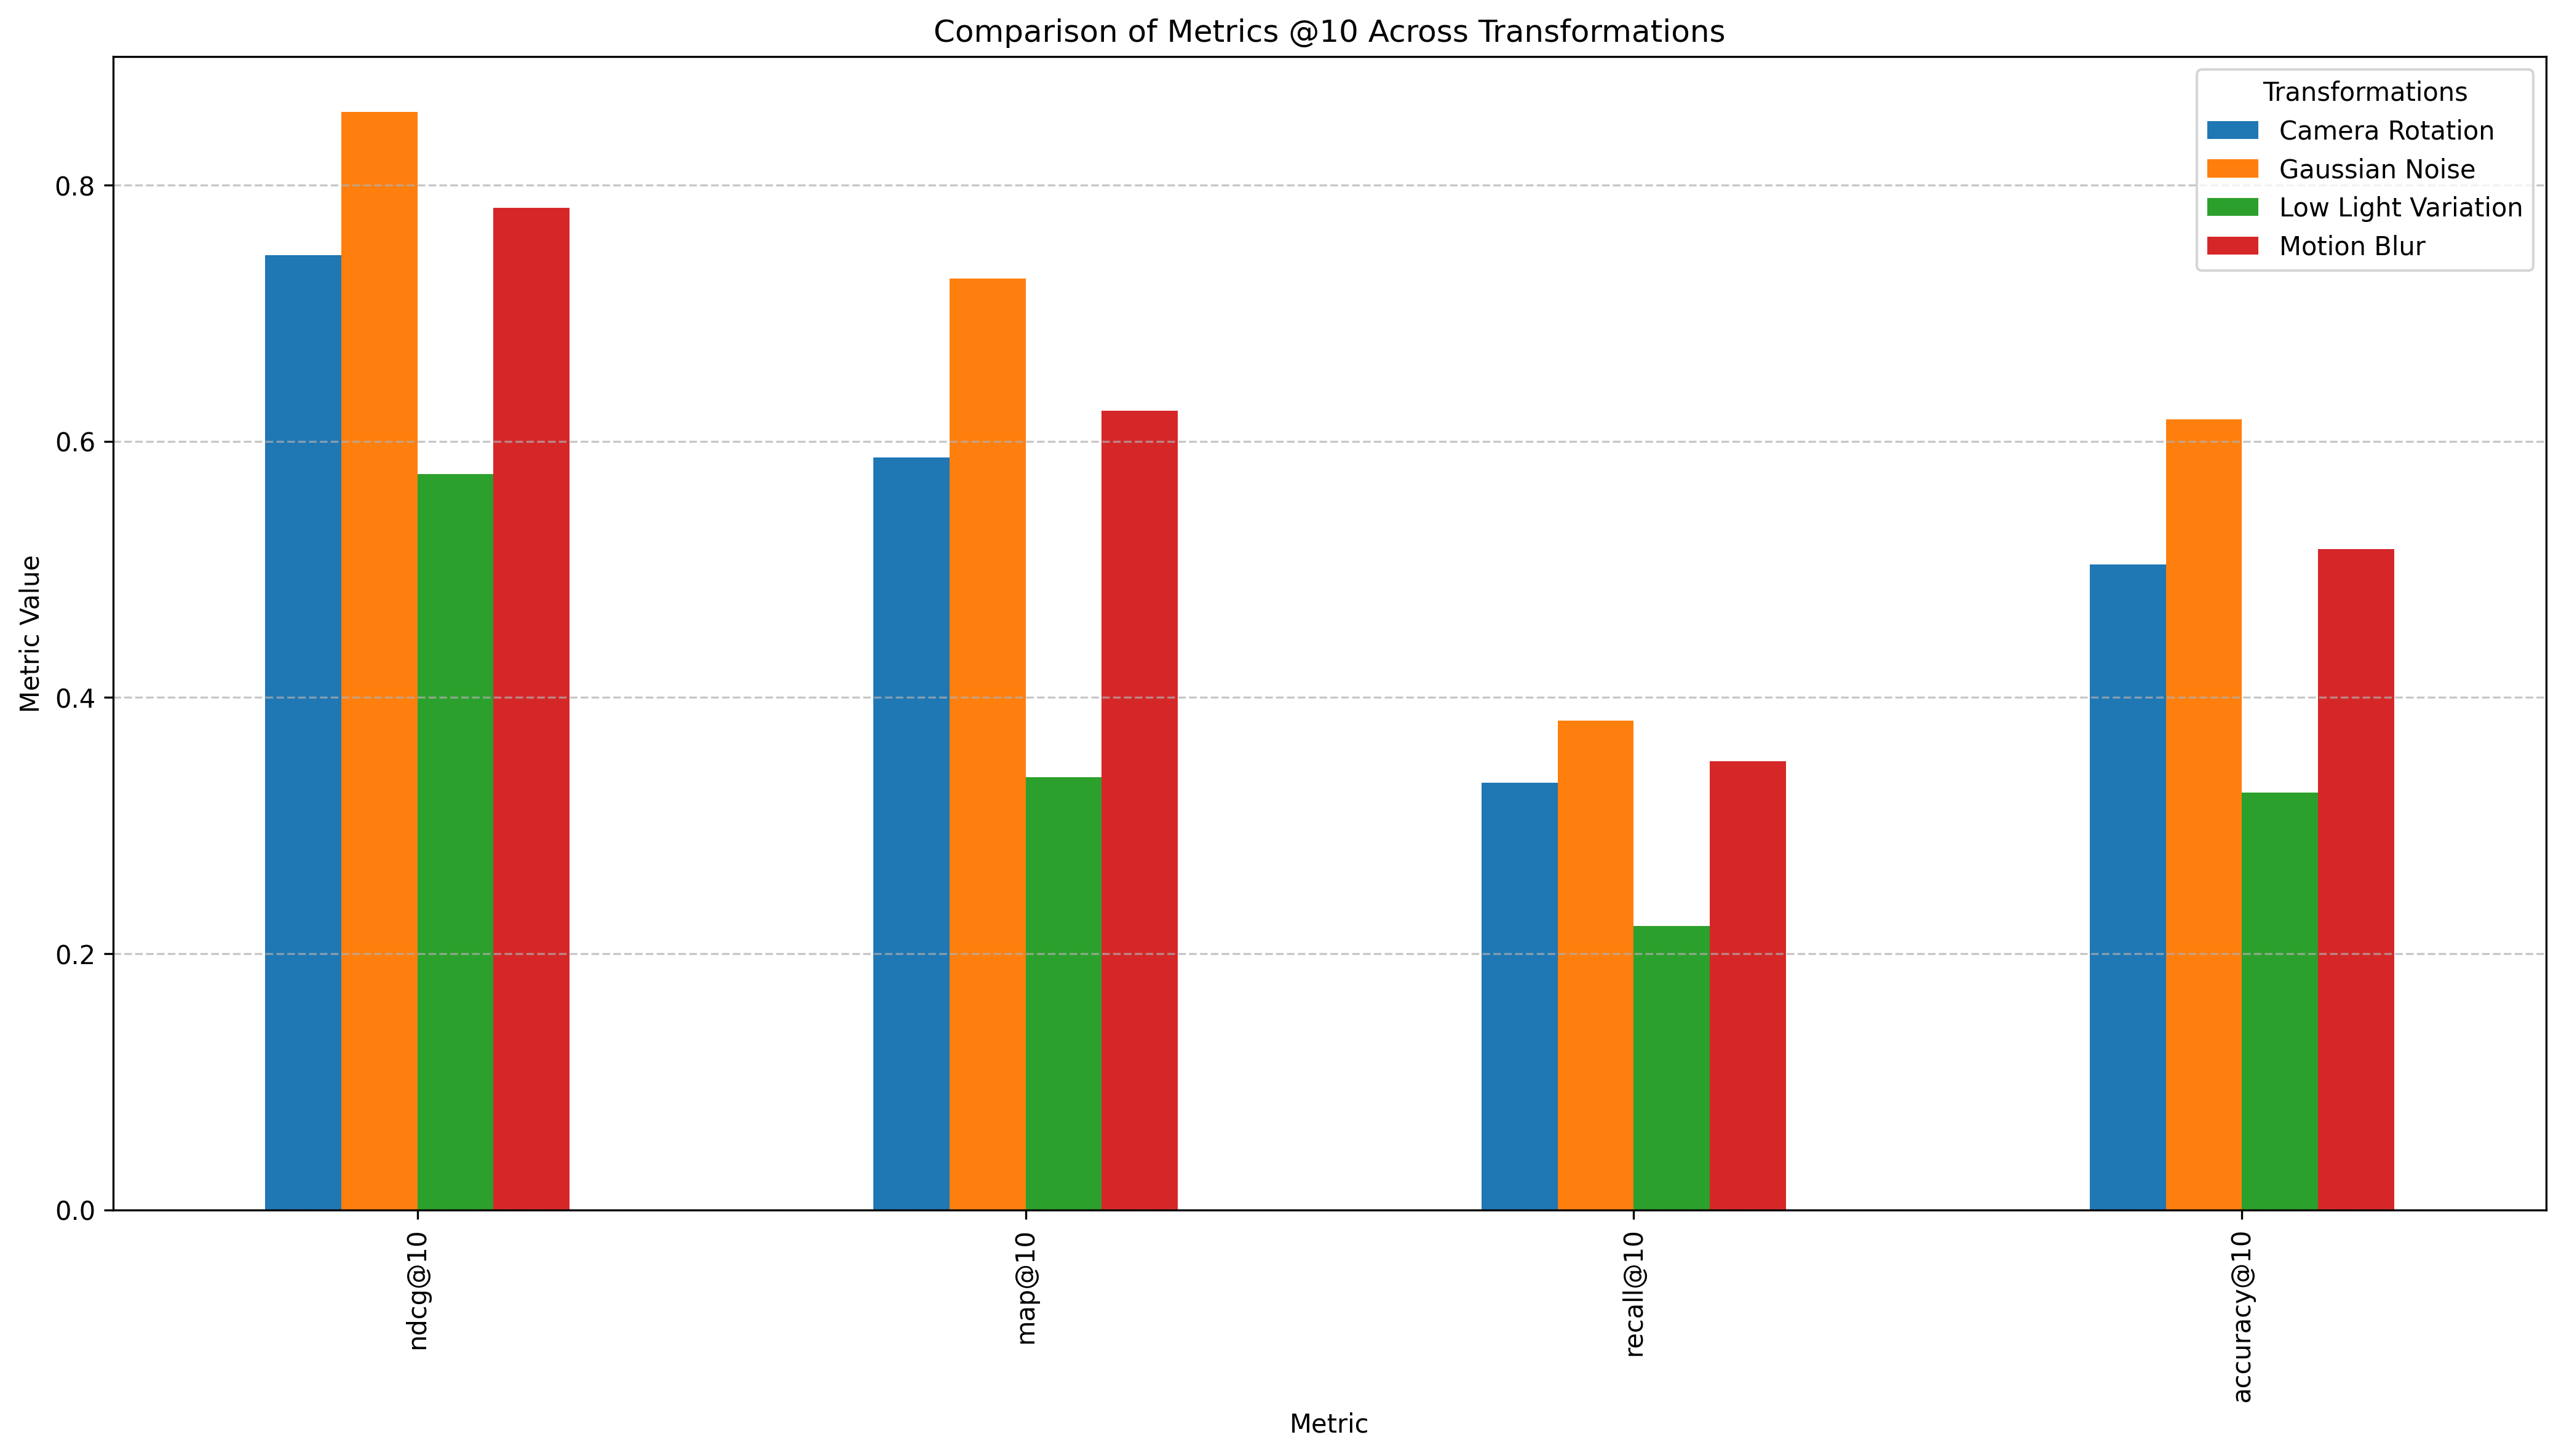 Comparison of Metrics @10 Across Transformations
Transformations
Camera Rotation
Gaussian Noise
Low Light Variation
Motion Blur
Metric Value
0.8
0.6
0.4
0.2
0.0
ndcg@10
map@10
recall@10
accuracy@10
Metric